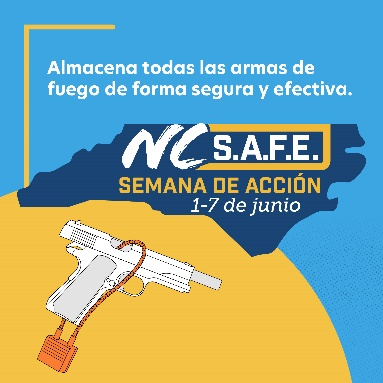 Almacena todas las armas de
fuego de forma segura y efectiva.
NC S.A.F.E.
SEMANA DE ACCIÓN
1-7 de junio